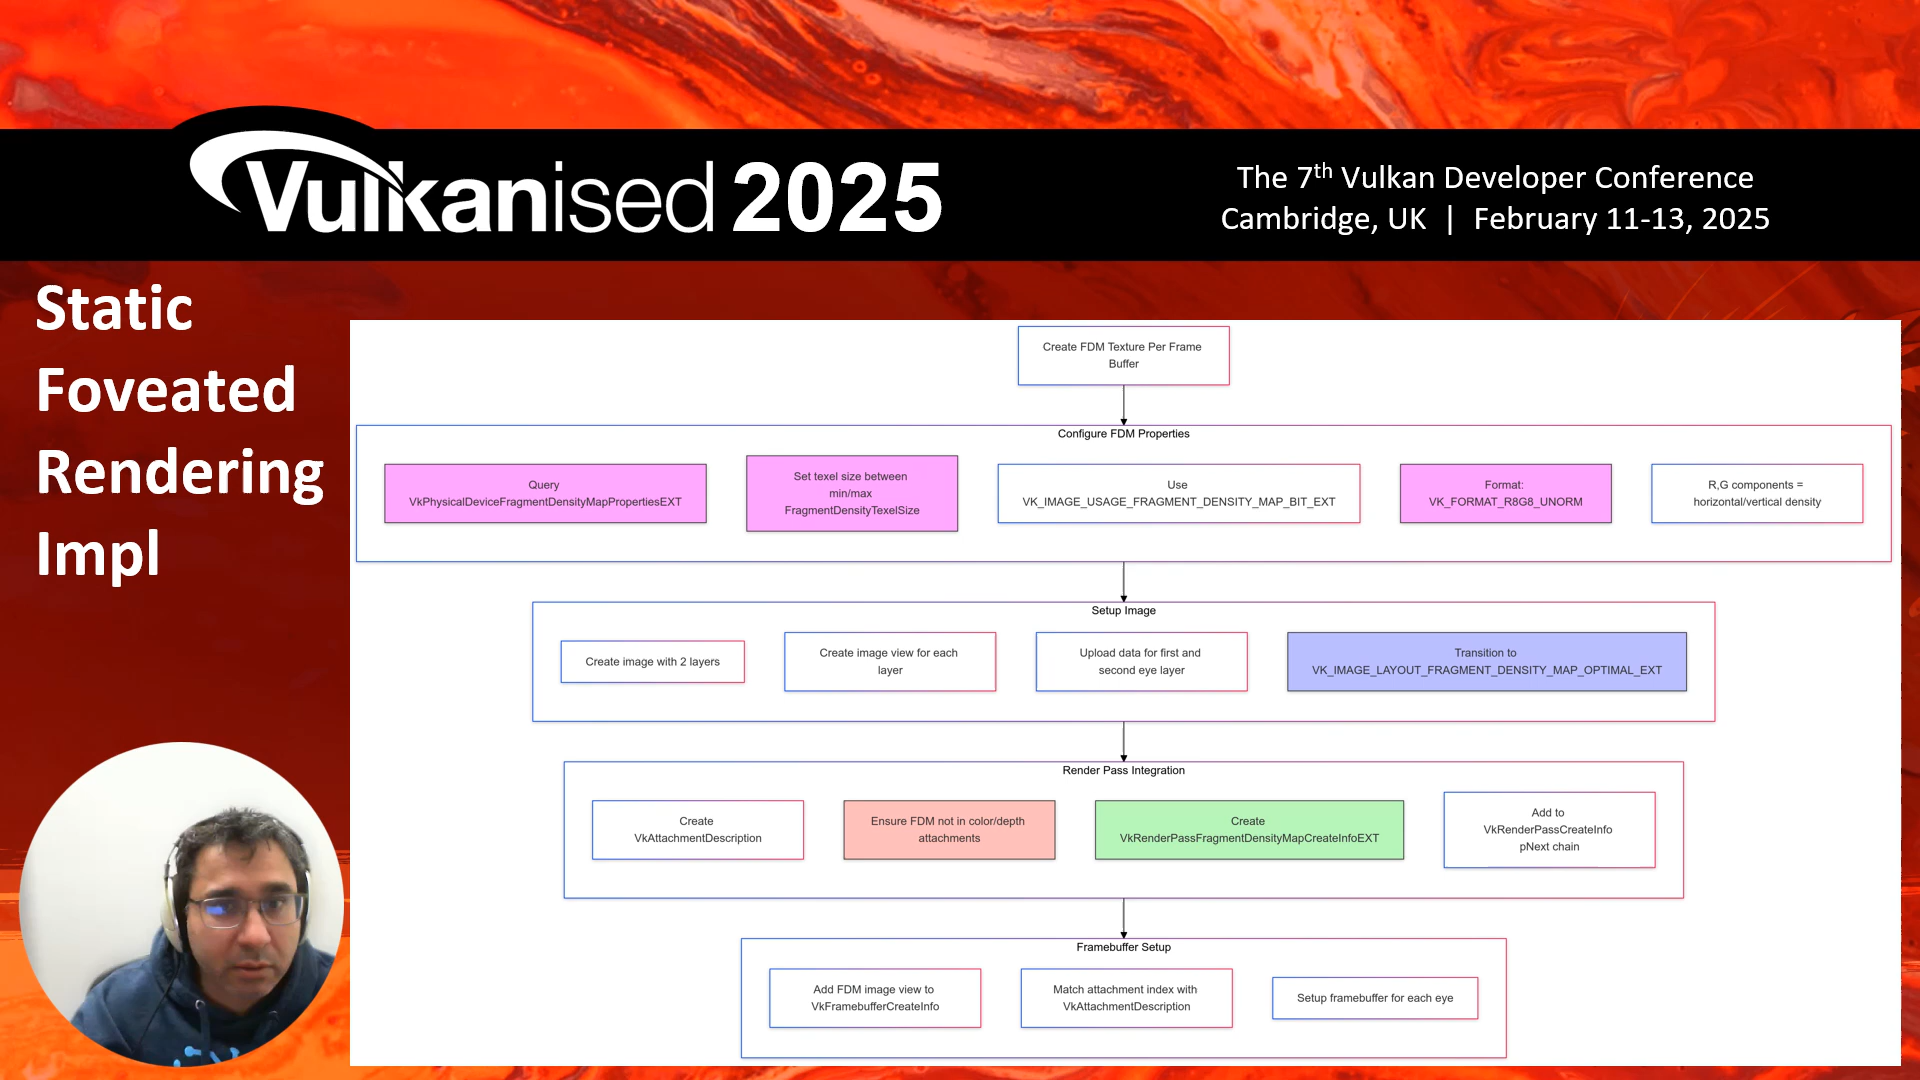 Vulkanised 2025
The 7th Vulkan Developer Conference
Cambridge, UK | February 11-13, 2025
Static
Foveated
Rendering
Impl
Create FDM Texture Per Frame
Buffer
Configure FDM Properties
Query
VkPhysicalDeviceFragmentDensityMapPropertiesEXT
Set texel size between
min/max
FragmentDensityTexelSize
Use
VK_IMAGE_USAGE_FRAGMENT_DENSITY_MAP_BIT_EXT
Format:
VK_FORMAT_R8G8_UNORM
R,G components =
horizontal/vertical density
Setup Image
Create image with 2 layers
Create image view for each
layer
Upload data for first and
second eye layer
Transition to
VK_IMAGE_LAYOUT_FRAGMENT_DENSITY_MAP_OPTIMAL_EXT
Render Pass Integration
Create
VkAttachmentDescription
Ensure FDM not in color/depth
attachments
Create
VkRenderPassFragmentDensityMapCreateInfoEXT
Add to
VkRenderPassCreateInfo
pNext chain
Framebuffer Setup
Add FDM image view to
VkFramebufferCreateInfo
Match attachment index with
VkAttachmentDescription
Setup framebuffer for each eye